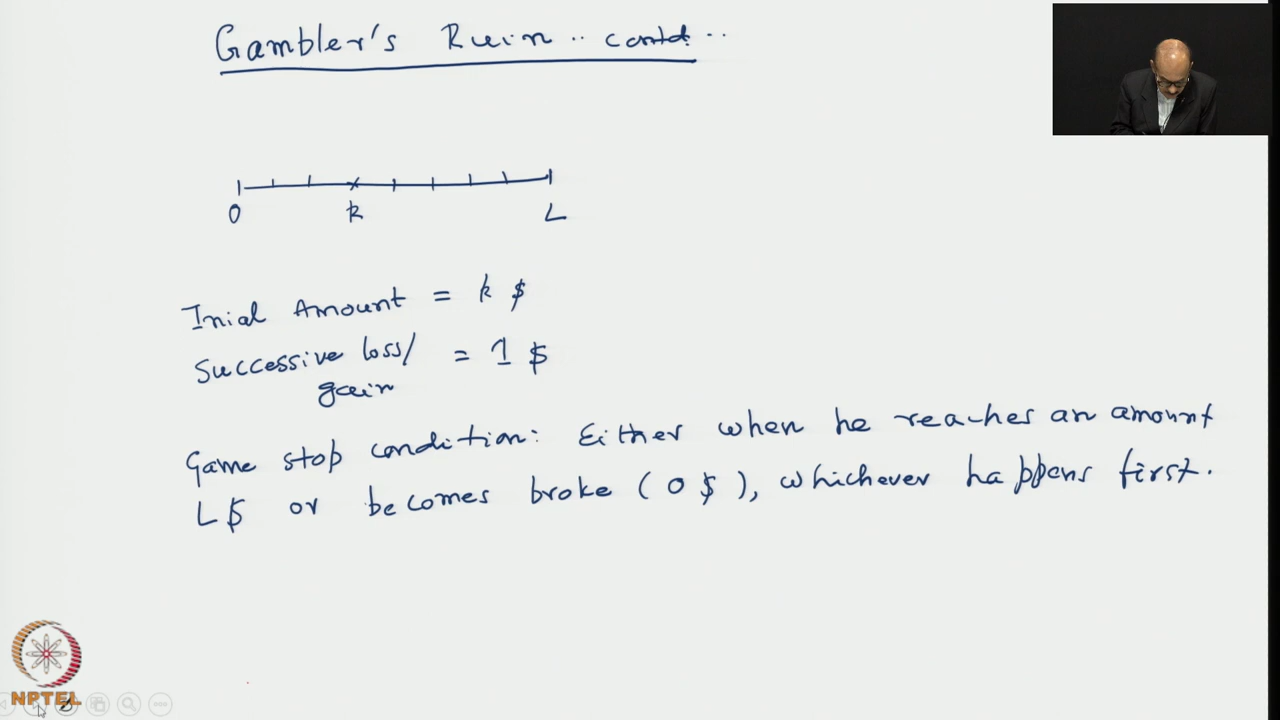 Gambler's Ruin .. contd. ..
0 k L
Inial Amount = k $
Successive loss/ = 1 $
gain
Game stop condition: Either when he reaches an amount
L$ or becomes broke (0 $), whichever happens first.
NPTEL